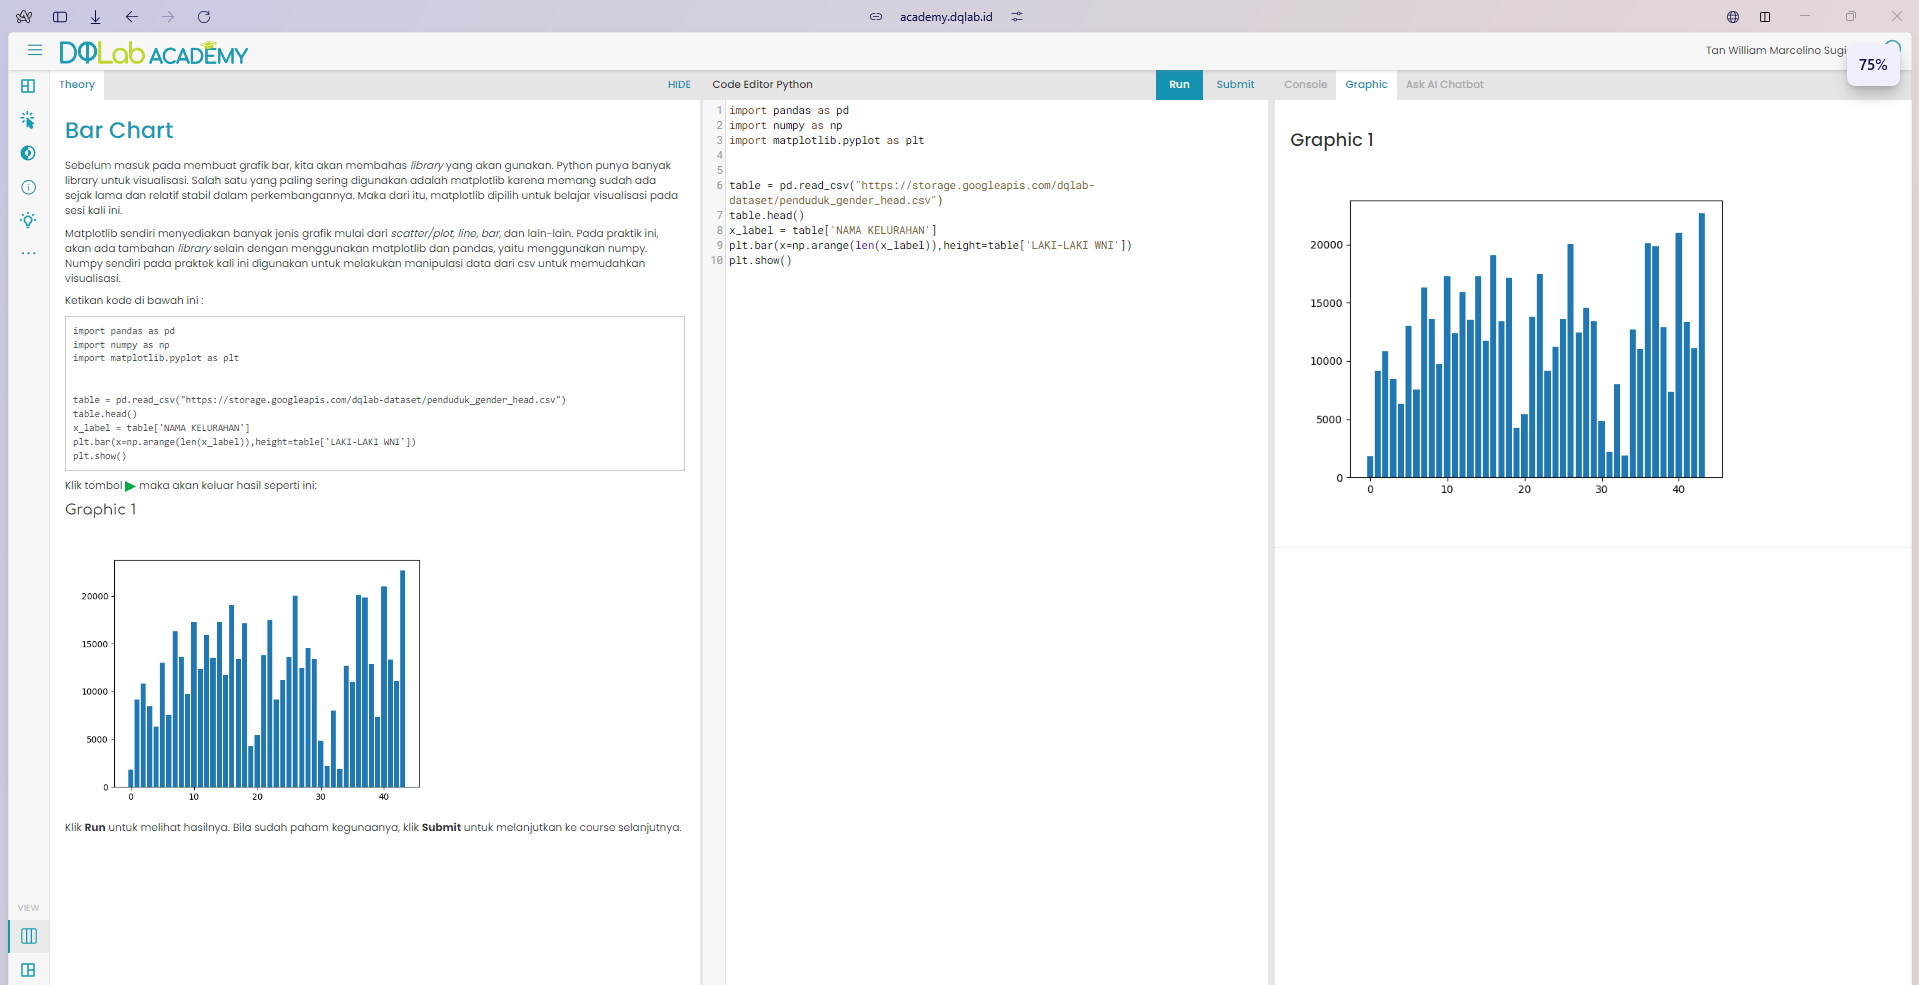 academy.dqlab.id
DQLab ACADEMY
Tan William Marcelino Sugi
75%
Theory
HIDE
Bar Chart
Sebelum masuk pada membuat grafik bar, kita akan membahas library yang akan gunakan. Python punya banyak
library untuk visualisasi. Salah satu yang paling sering digunakan adalah matplotlib karena memang sudah ada
sejak lama dan relatif stabil dalam perkembangannya. Maka dari itu, matplotlib dipilih untuk belajar visualisasi pada
sesi kali ini.
Matplotlib sendiri menyediakan banyak jenis grafik mulai dari scatter/plot, line, bar, dan lain-lain. Pada praktik ini,
akan ada tambahan library selain dengan menggunakan matplotlib dan pandas, yaitu menggunakan numpy.
Numpy sendiri pada praktek kali ini digunakan untuk melakukan manipulasi data dari csv untuk memudahkan
visualisasi.
Ketikan kode di bawah ini :
import pandas as pd
import numpy as np
import matplotlib.pyplot as plt
table = pd.read_csv("https://storage.googleapis.com/dqlab-dataset/penduduk_gender_head.csv")
table.head()
x_label = table['NAMA KELURAHAN']
plt.bar(x=np.arange(len(x_label)),height=table['LAKI-LAKI WNI'])
plt.show()
Klik tombol maka akan keluar hasil seperti ini:
Graphic 1
20000
15000
10000
5000
0
0 10 20 30 40
Klik Run untuk melihat hasilnya. Bila sudah paham kegunaanya, klik Submit untuk melanjutkan ke course selanjutnya.
VIEW
Code Editor Python
Run
Submit
1 import pandas as pd
2 import numpy as np
3 import matplotlib.pyplot as plt
4
5
6 table = pd.read_csv("https://storage.googleapis.com/dqlab-
dataset/penduduk_gender_head.csv")
7 table.head()
8 x_label = table['NAMA KELURAHAN']
9 plt.bar(x=np.arange(len(x_label)),height=table['LAKI-LAKI WNI'])
10 plt.show()
Console
Graphic
Ask AI Chatbot
Graphic 1
20000
15000
10000
5000
0
0 10 20 30 40